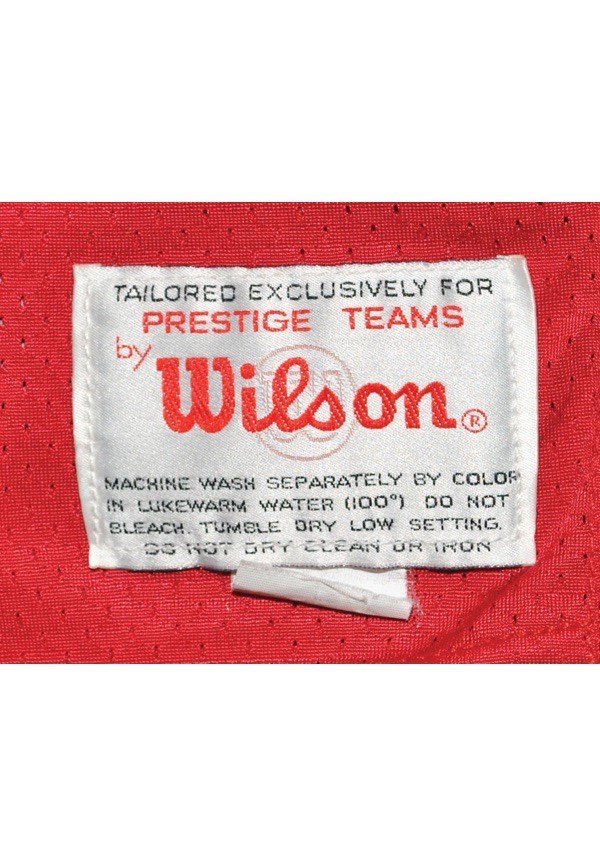 TAILORED EXCLUSIVELY FOR
PRESTIGE TEAMS
by Wilson®
MACHINE WASH SEPARATELY BY COLOR
IN LUKEWARM WATER (100°) DO NOT
BLEACH. TUMBLE DRY LOW SETTING.
DO NOT DRY CLEAN OR IRON